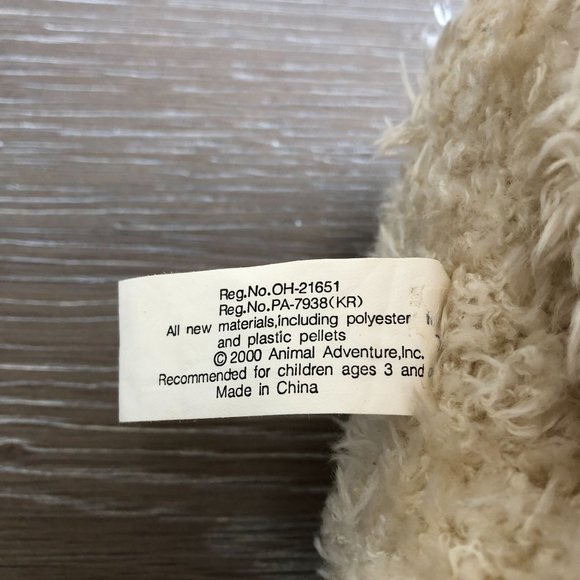 Reg.No.OH-21651
Reg.No.PA-7938(KR)
All new materials,including polyester
and plastic pellets
© 2000 Animal Adventure,Inc.
Recommended for children ages 3 and
Made in China